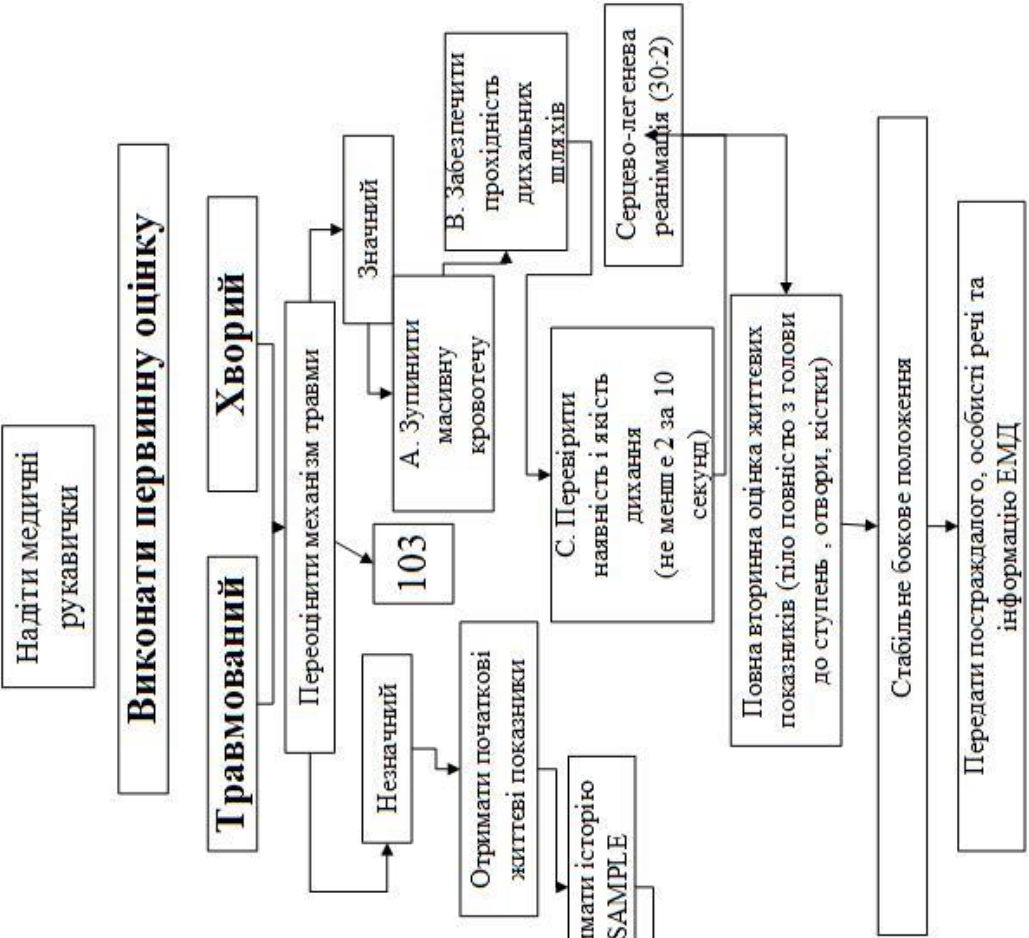 Надіти медичні
рукавички
Виконати первинну оцінку
Травмований
Хворий
Переоцінити механізм травми
Незначний
103
Значний
А. Зупинити
масивну
кровотечу
В. Забезпечити
прохідність
дихальних
шляхів
Отримати початкові
життєві показники
С. Перевірити
наявність і якість
дихання
(не менше 2 за 10
секунд)
Серцево-легенева
реанімація (30:2)
історію
SAMPLE
Повна вторинна оцінка життєвих
показників (тіло повністю з голови
до ступень , отвори, кістки)
Стабільне бокове положення
Передати постраждалого, особисті речі та
інформацію ЕМД